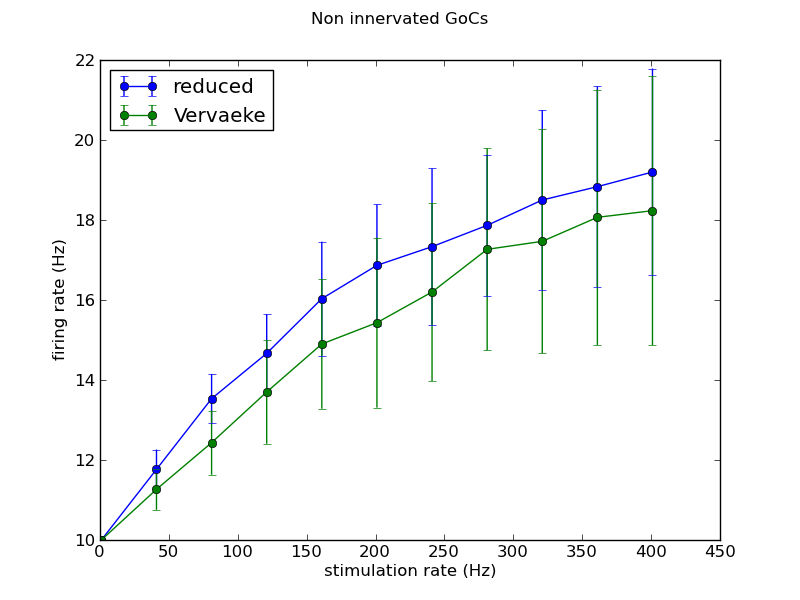 Non innervated GoCs
reduced
Vervaeke
firing rate (Hz)
22
20
18
16
14
12
10
0 50 100 150 200 250 300 350 400 450
stimulation rate (Hz)